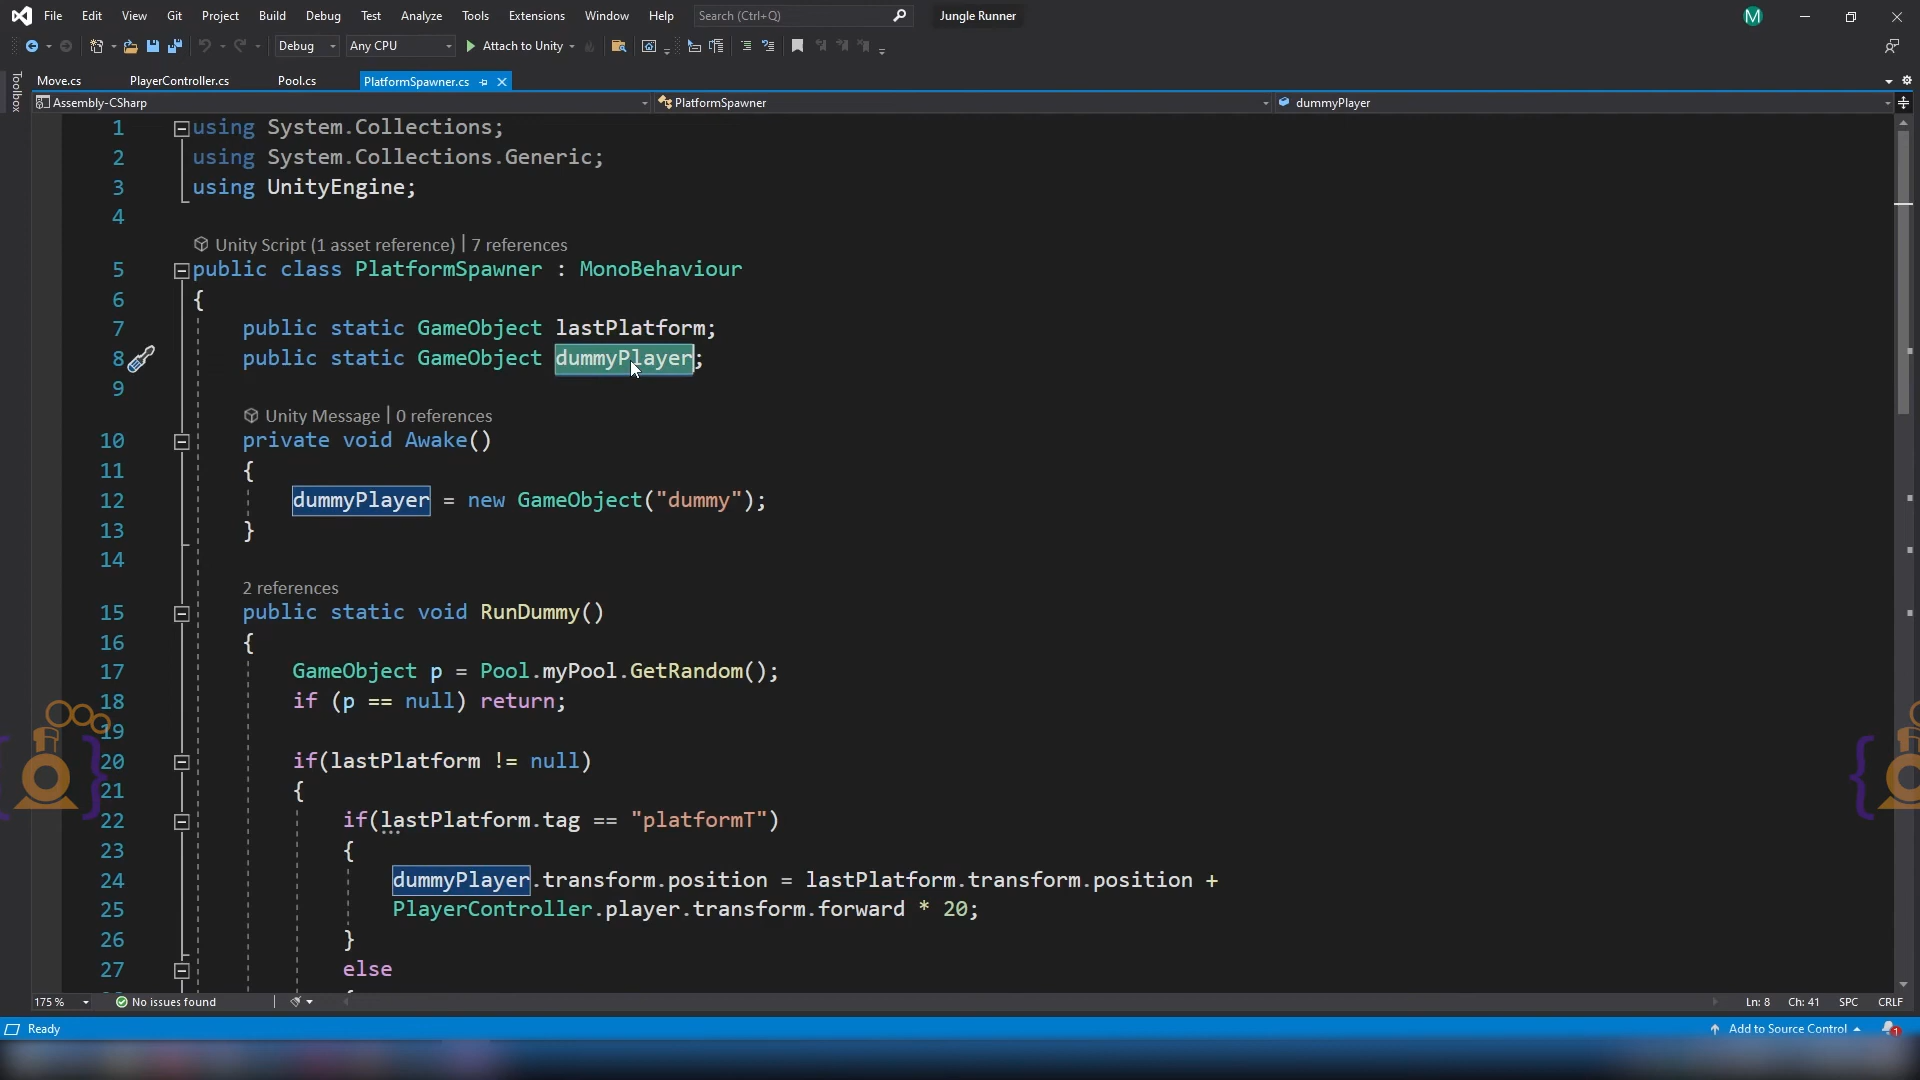 File Edit View Git Project Build Debug Test Analyze Tools Extensions Window Help Search (Ctrl+Q) Jungle Runner M
Debug Any CPU Attach to Unity
Toolbox
Move.cs PlayerController.cs Pool.cs PlatformSpawner.cs
Assembly-CSharp PlatformSpawner dummyPlayer
1 using System.Collections;
2 using System.Collections.Generic;
3 using UnityEngine;
4
Unity Script (1 asset reference) | 7 references
5 public class PlatformSpawner : MonoBehaviour
6 {
7 public static GameObject lastPlatform;
8 public static GameObject dummyPlayer;
9
Unity Message | 0 references
10 private void Awake()
11 {
12 dummyPlayer = new GameObject("dummy");
13 }
14
2 references
15 public static void RunDummy()
16 {
17 GameObject p = Pool.myPool.GetRandom();
18 if (p == null) return;
19
20 if(lastPlatform != null)
21 {
22 if(lastPlatform.tag == "platformT")
23 {
24 dummyPlayer.transform.position = lastPlatform.transform.position +
25 PlayerController.player.transform.forward * 20;
26 }
27 else
175 % No issues found Ln: 8 Ch: 41 SPC CRLF
Ready Add to Source Control 1